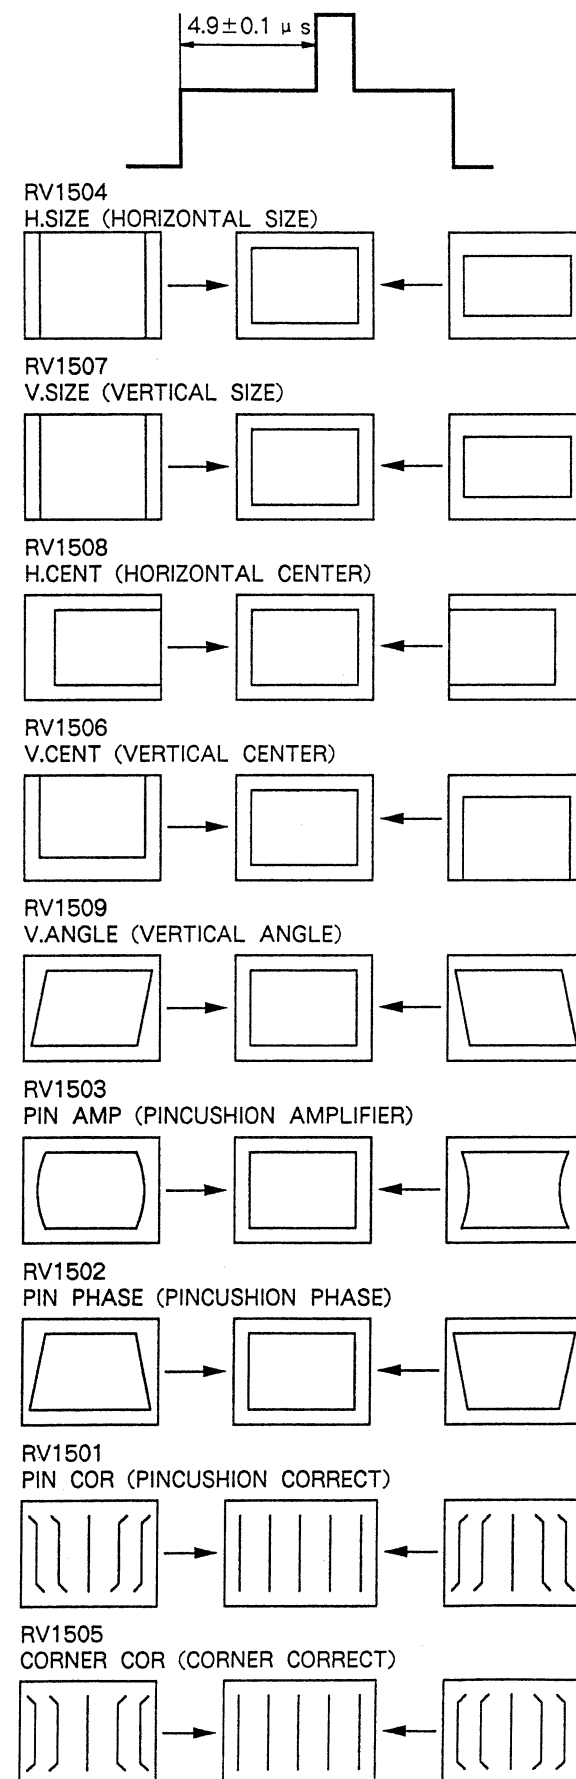 4.9±0.1 μs
RV1504
H.SIZE (HORIZONTAL SIZE)
RV1507
V.SIZE (VERTICAL SIZE)
RV1508
H.CENT (HORIZONTAL CENTER)
RV1506
V.CENT (VERTICAL CENTER)
RV1509
V.ANGLE (VERTICAL ANGLE)
RV1503
PIN AMP (PINCUSHION AMPLIFIER)
RV1502
PIN PHASE (PINCUSHION PHASE)
RV1501
PIN COR (PINCUSHION CORRECT)
RV1505
CORNER COR (CORNER CORRECT)